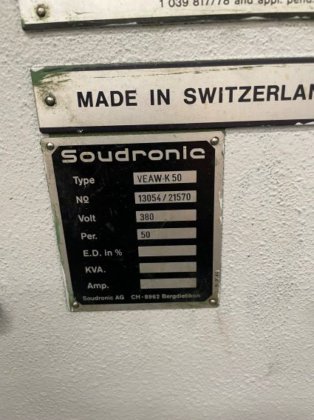 1 039 817/778 and appl. pend.
MADE IN SWITZERLAN
Soudronic
Type VEAW-K 50
No 13054/21570
Volt 380
Per. 50
E.D. in %
KVA.
Amp.
Soudronic AG CH-8962 Bergdietikon